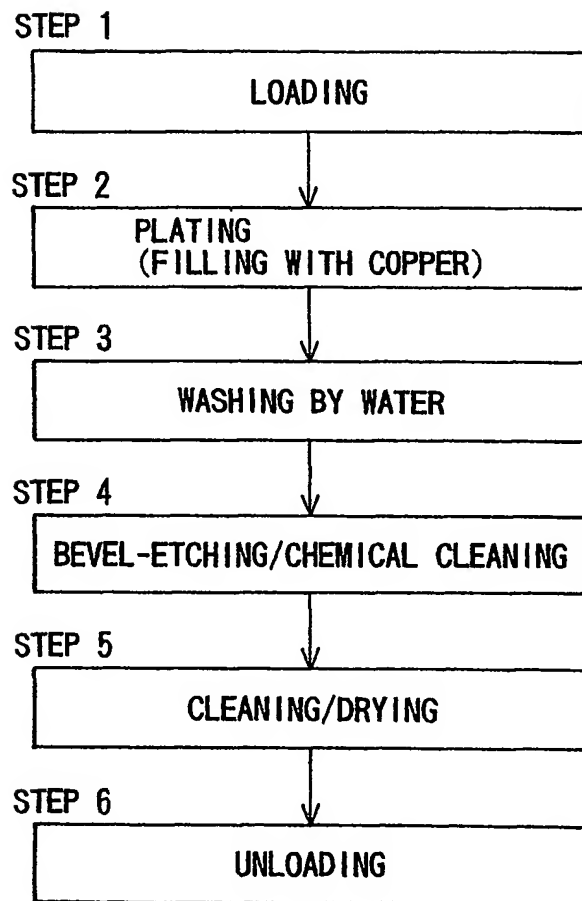 STEP 1
LOADING
STEP 2
PLATING
(FILLING WITH COPPER)
STEP 3
WASHING BY WATER
STEP 4
BEVEL-ETCHING/CHEMICAL CLEANING
STEP 5
CLEANING/DRYING
STEP 6
UNLOADING